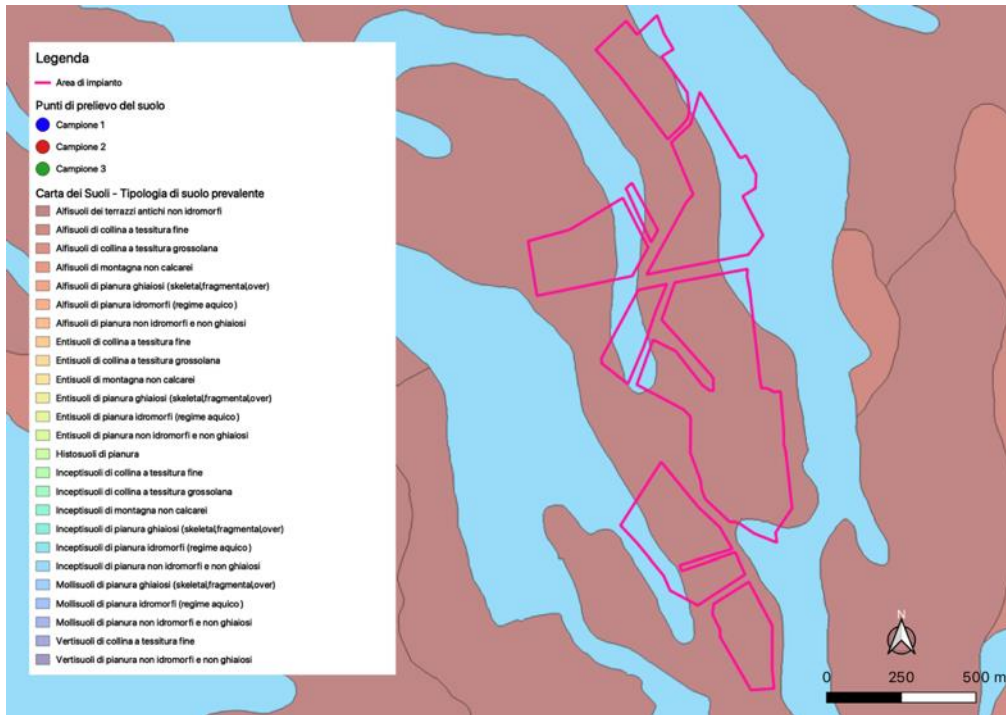 Legenda
Area di impianto
Punti di prelievo del suolo
Campione 1
Campione 2
Campione 3
Carta dei Suoli - Tipologia di suolo prevalente
Alfisuoli dei terrazzi antichi non idromorfi
Alfisuoli di collina a tessitura fine
Alfisuoli di collina a tessitura grossolana
Alfisuoli di montagna non calcarei
Alfisuoli di pianura ghiaiosi (skeletal,fragmental,over)
Alfisuoli di pianura idromorfi (regime aquico)
Alfisuoli di pianura non idromorfi e non ghiaiosi
Entisuoli di collina a tessitura fine
Entisuoli di collina a tessitura grossolana
Entisuoli di montagna non calcarei
Entisuoli di pianura ghiaiosi (skeletal,fragmental,over)
Entisuoli di pianura idromorfi (regime aquico)
Entisuoli di pianura non idromorfi e non ghiaiosi
Histosuoli di pianura
Inceptisuoli di collina a tessitura fine
Inceptisuoli di collina a tessitura grossolana
Inceptisuoli di montagna non calcarei
Inceptisuoli di pianura ghiaiosi (skeletal,fragmental,over)
Inceptisuoli di pianura idromorfi (regime aquico)
Inceptisuoli di pianura non idromorfi e non ghiaiosi
Mollisuoli di pianura ghiaiosi (skeletal,fragmental,over)
Mollisuoli di pianura idromorfi (regime aquico)
Mollisuoli di pianura non idromorfi e non ghiaiosi
Vertisuoli di collina a tessitura fine
Vertisuoli di pianura non idromorfi e non ghiaiosi
N
0 250 500 m